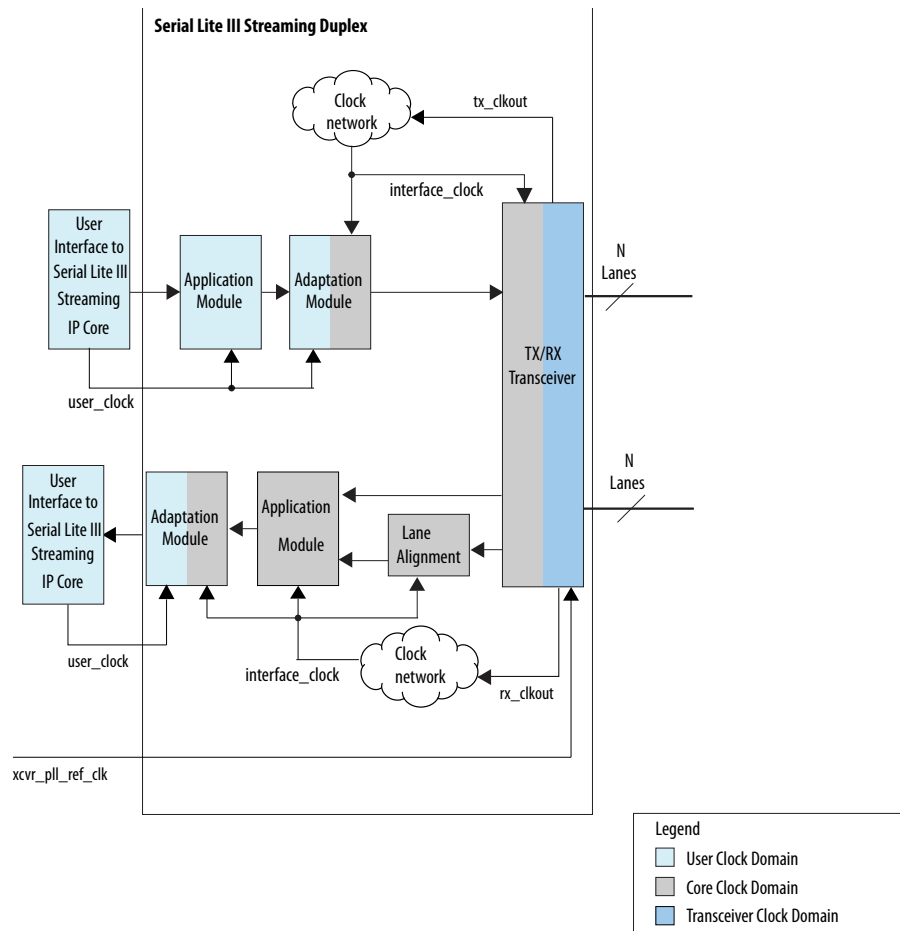 Serial Lite III Streaming Duplex
Clock
network
tx_clkout
interface_clock
User
Interface to
Serial Lite III
Streaming
IP Core
Application
Module
Adaptation
Module
N
Lanes
TX/RX
Transceiver
user_clock
User
Interface to
Serial Lite III
Streaming
IP Core
Adaptation
Module
Application
Module
Lane
Alignment
N
Lanes
user_clock
interface_clock
Clock
network
rx_clkout
xcvr_pll_ref_clk
Legend
User Clock Domain
Core Clock Domain
Transceiver Clock Domain